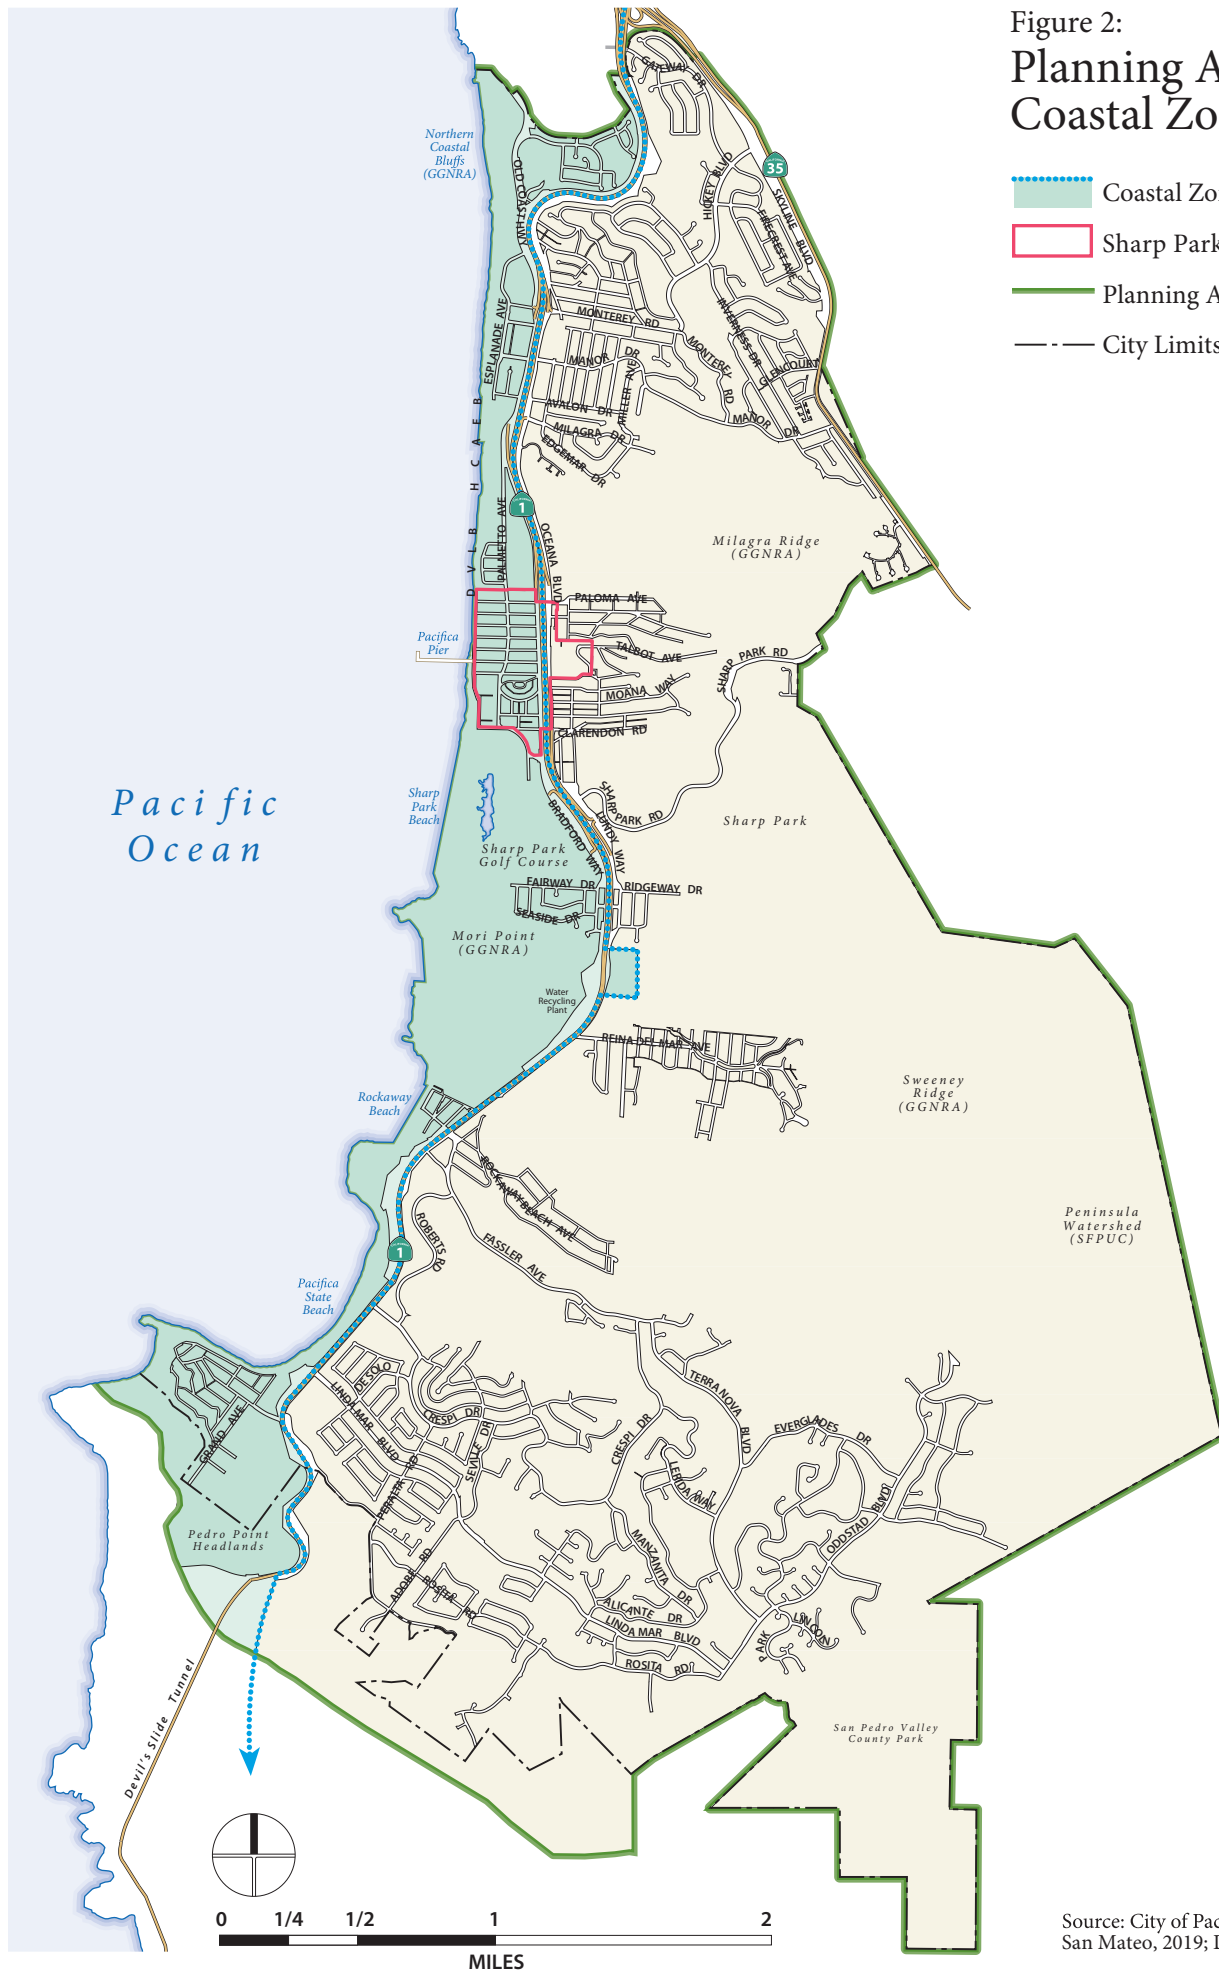 Figure 2:
Planning A
Coastal Zo
Coastal Zo
Sharp Park
Planning A
City Limits
GATEWAY DR
Northern
Coastal
Bluffs
(GGNRA)
OLD COAST HWY
HICKEY BLVD
35
SKYLINE BLVD
FIRECREST AVE
ESPLANADE AVE
MONTEREY RD
INVERNESS DR
MANOR DR
MONTEREY RD
GLENCOURT
MILLER AVE
AVALON DR
MANOR DR
MILAGRA DR
EDGEMAR DR
BEACH BLVD
PALMETTO AVE
1
OCEANA BLVD
Milagra Ridge
(GGNRA)
PALOMA AVE
Pacifica
Pier
TALBOT AVE
SHARP PARK RD
MOANA WAY
CLARENDON RD
Pacific
Ocean
Sharp
Park
Beach
SHARP PARK RD
BRADFORD WAY
LUNDY WAY
Sharp Park
Sharp Park
Golf Course
FAIRWAY DR
RIDGEWAY DR
SEASIDE DR
Mori Point
(GGNRA)
Water
Recycling
Plant
REINA DEL MAR AVE
Sweeney
Ridge
(GGNRA)
Rockaway
Beach
ROCKAWAY BEACH AVE
Peninsula
Watershed
(SFPUC)
ROBERTS RD
FASSLER AVE
1
Pacifica
State
Beach
DE SOLO
LINDA MAR BLVD
CRESPI DR
TERRA NOVA BLVD
GRAND AVE
SEVILLE DR
CRESPI DR
EVERGLADES DR
PERALTA RD
LERIDA WAY
ODDSTAD BLVD
Pedro Point
Headlands
MANZANITA DR
ADOBE RD
ROSITA RD
ALICANTE DR
LINDA MAR BLVD
LINCOIN
PARK
ROSITA RD
Devil's Slide Tunnel
San Pedro Valley
County Park
0 1/4 1/2 1 2
MILES
Source: City of Pac
San Mateo, 2019; D